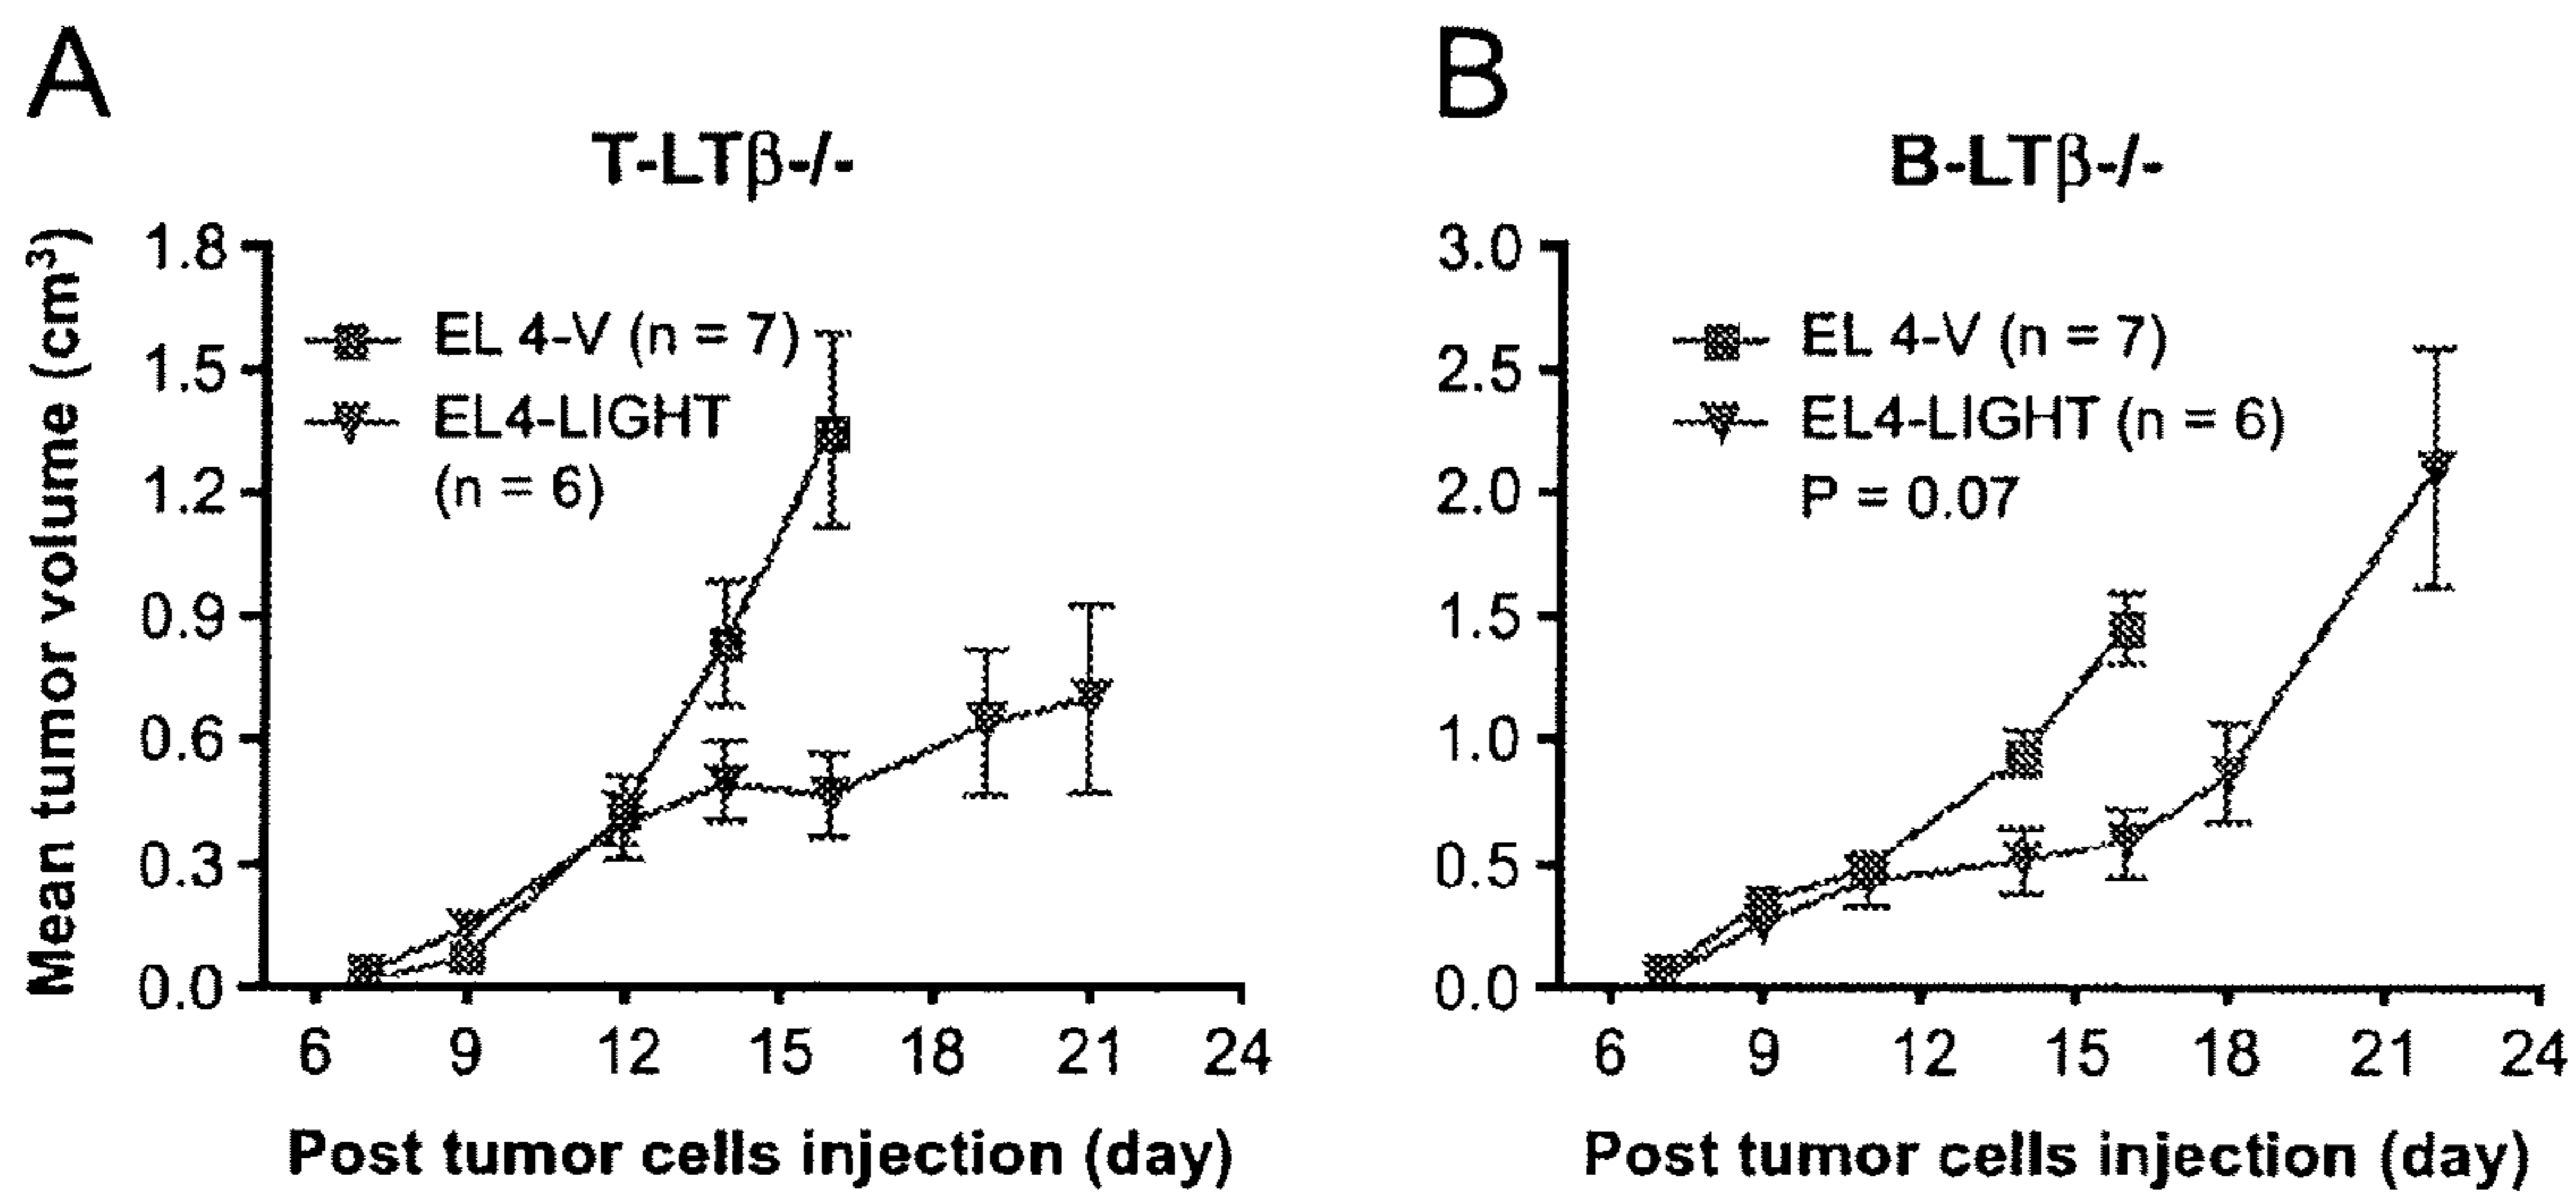 A
T-LTβ-/-
Mean tumor volume (cm³)
1.8
1.5
1.2
0.9
0.6
0.3
0.0
EL 4-V (n = 7)
EL4-LIGHT
(n = 6)
6 9 12 15 18 21 24
Post tumor cells injection (day)
B
B-LTβ-/-
3.0
2.5
2.0
1.5
1.0
0.5
0.0
EL 4-V (n = 7)
EL4-LIGHT (n = 6)
P = 0.07
6 9 12 15 18 21 24
Post tumor cells injection (day)